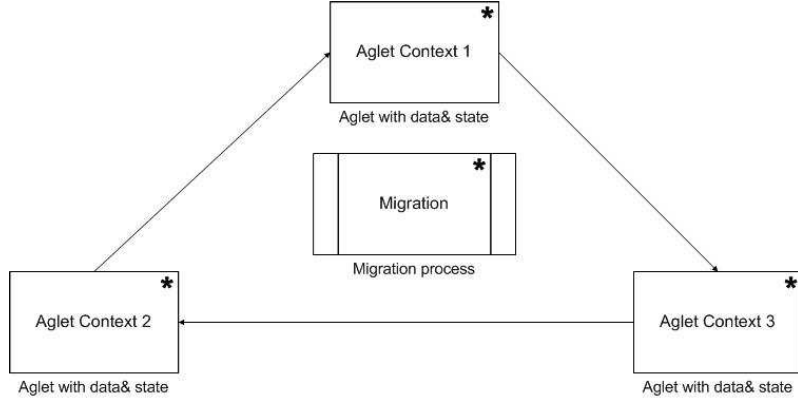 *
Aglet Context 1
Aglet with data& state
*
Migration
Migration process
*
Aglet Context 2
Aglet with data& state
*
Aglet Context 3
Aglet with data& state